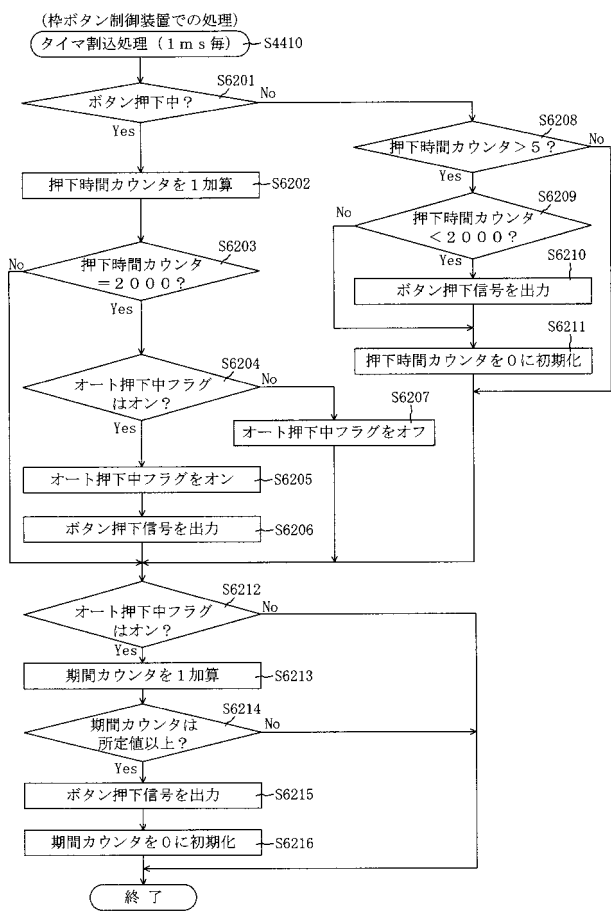 (枠ボタン制御装置での処理)
タイマ割込処理(1ms毎) S4410
S6201
ボタン押下中?
No
Yes
押下時間カウンタを1加算 S6202
S6203
No
押下時間カウンタ
=2000?
Yes
S6204
オート押下中フラグ
はオン?
No
Yes
オート押下中フラグをオン S6205
ボタン押下信号を出力 S6206
S6207
オート押下中フラグをオフ
S6208
押下時間カウンタ>5?
No
Yes
S6209
No
押下時間カウンタ
<2000?
Yes
S6210
ボタン押下信号を出力
S6211
押下時間カウンタを0に初期化
S6212
オート押下中フラグ
はオン?
No
Yes
期間カウンタを1加算 S6213
S6214
期間カウンタは
所定値以上?
No
Yes
ボタン押下信号を出力 S6215
期間カウンタを0に初期化 S6216
終了